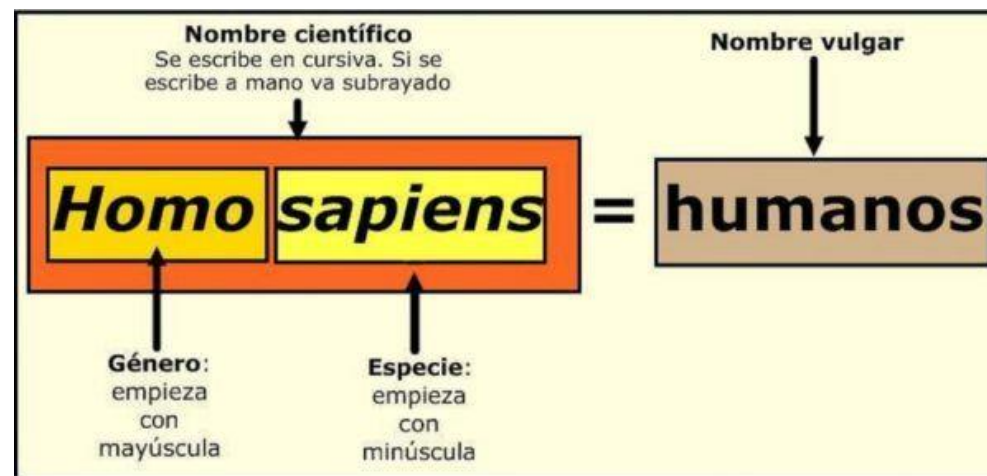 Nombre científico
Se escribe en cursiva. Si se
escribe a mano va subrayado
Nombre vulgar
Homo sapiens = humanos
Género:
empieza
con
mayúscula
Especie:
empieza
con
minúscula